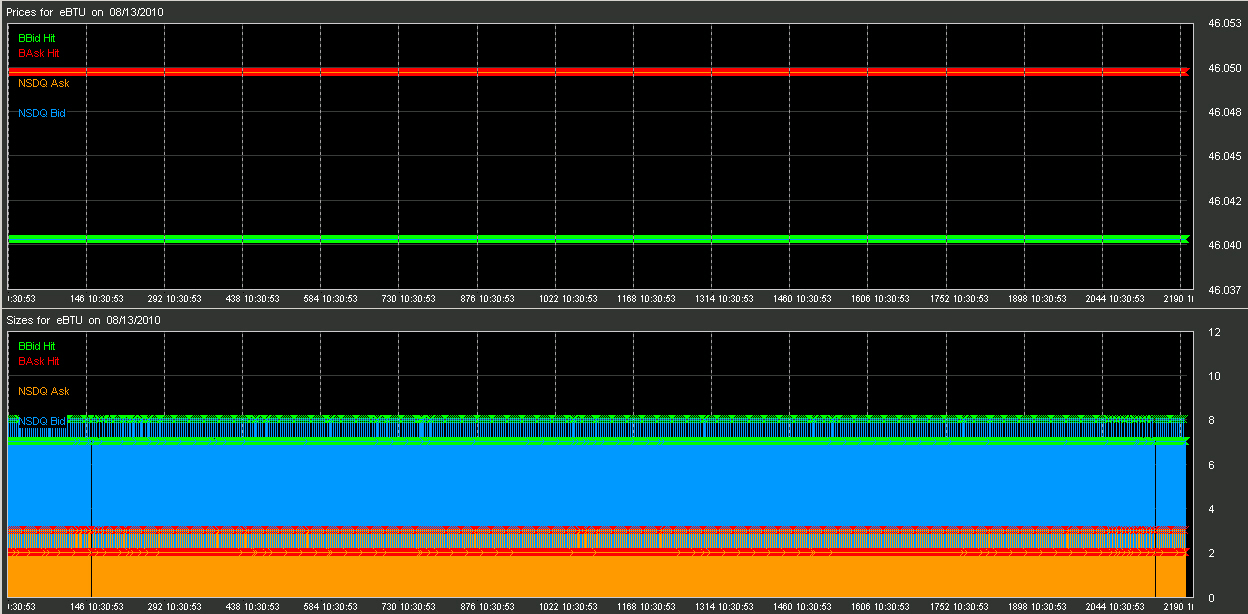 Prices for eBTU on 08/13/2010
BBid Hit
BAsk Hit
NSDQ Ask
NSDQ Bid
46.053
46.050
46.048
46.045
46.042
46.040
46.037
):30:53 146 10:30:53 292 10:30:53 438 10:30:53 584 10:30:53 730 10:30:53 876 10:30:53 1022 10:30:53 1168 10:30:53 1314 10:30:53 1460 10:30:53 1606 10:30:53 1752 10:30:53 1898 10:30:53 2044 10:30:53 2190 1(
Sizes for eBTU on 08/13/2010
BBid Hit
BAsk Hit
NSDQ Ask
NSDQ Bid
12
10
8
6
4
2
0
):30:53 146 10:30:53 292 10:30:53 438 10:30:53 584 10:30:53 730 10:30:53 876 10:30:53 1022 10:30:53 1168 10:30:53 1314 10:30:53 1460 10:30:53 1606 10:30:53 1752 10:30:53 1898 10:30:53 2044 10:30:53 2190 1(